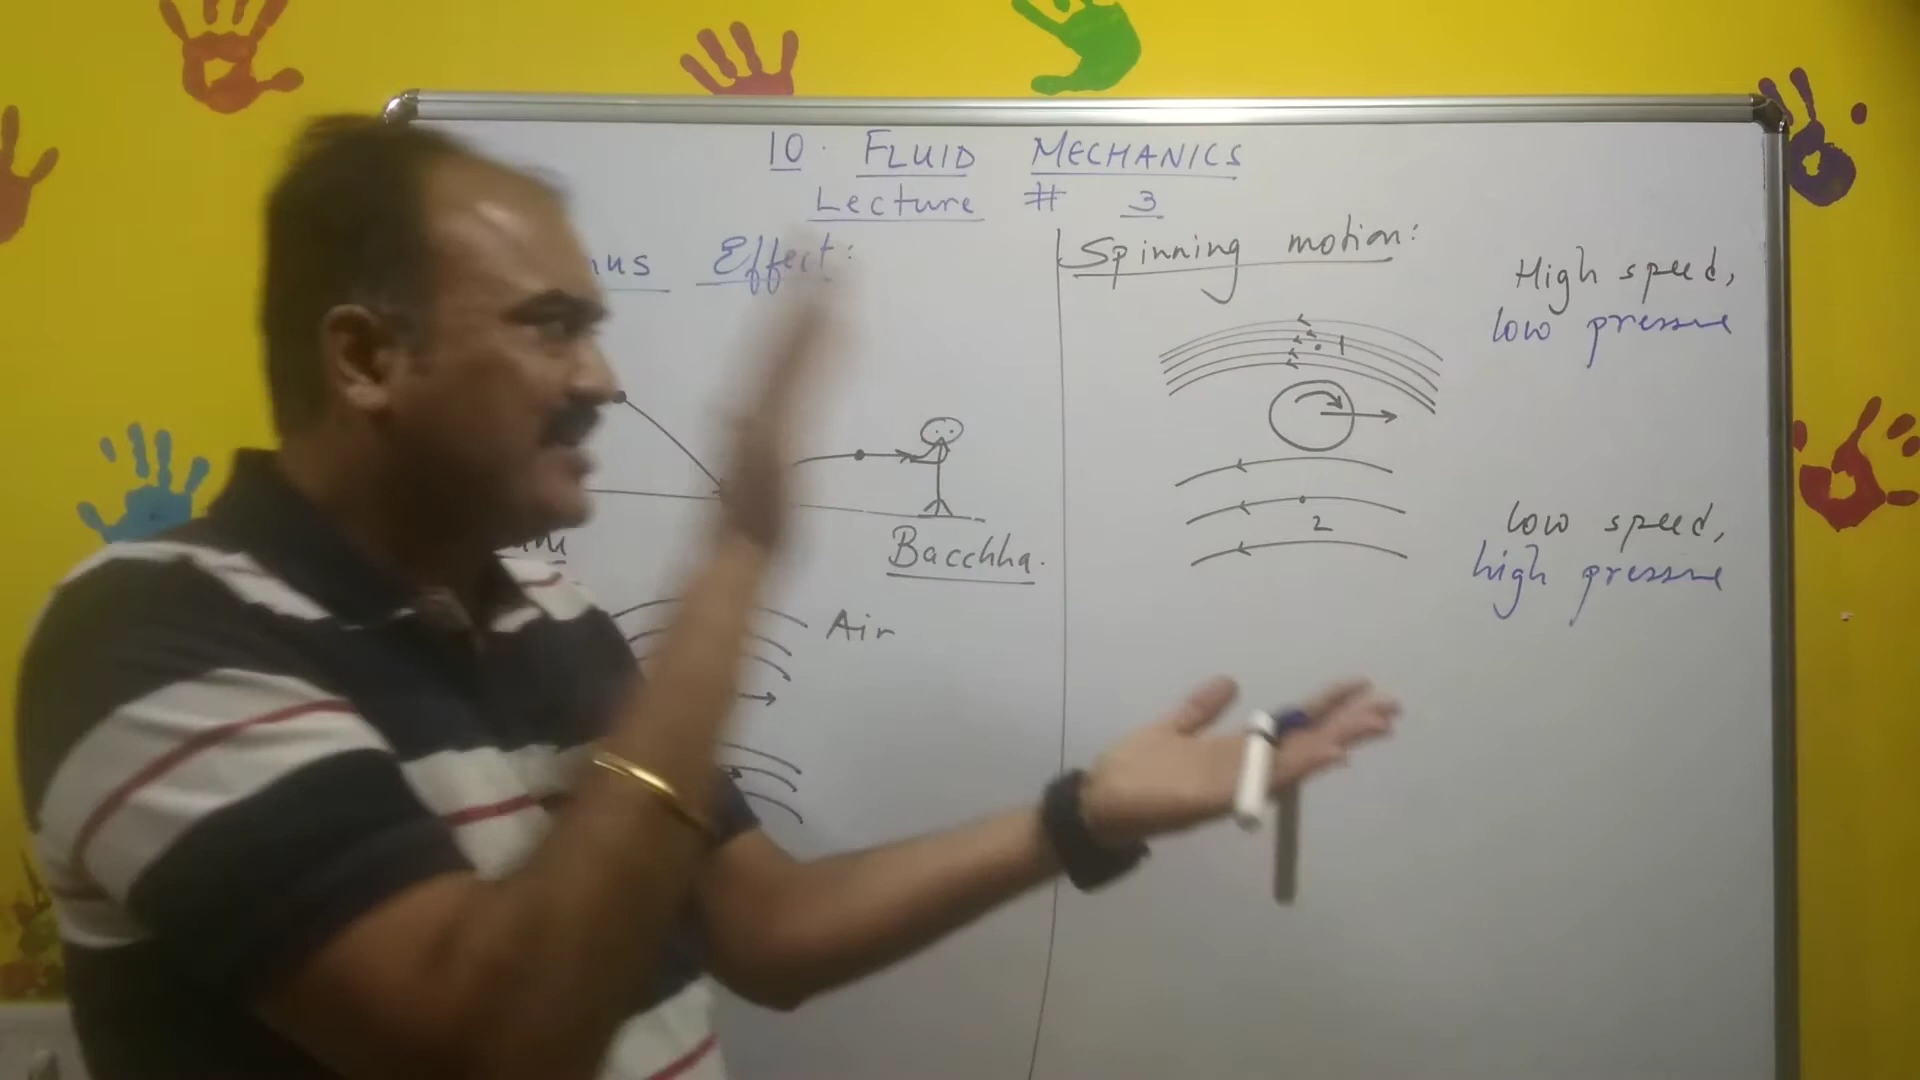 10. FLUID MECHANICS
Lecture # 3
Effect:
Spinning motion:
High speed,
low pressure
1
2
low speed,
high pressure
Bacchha.
Air